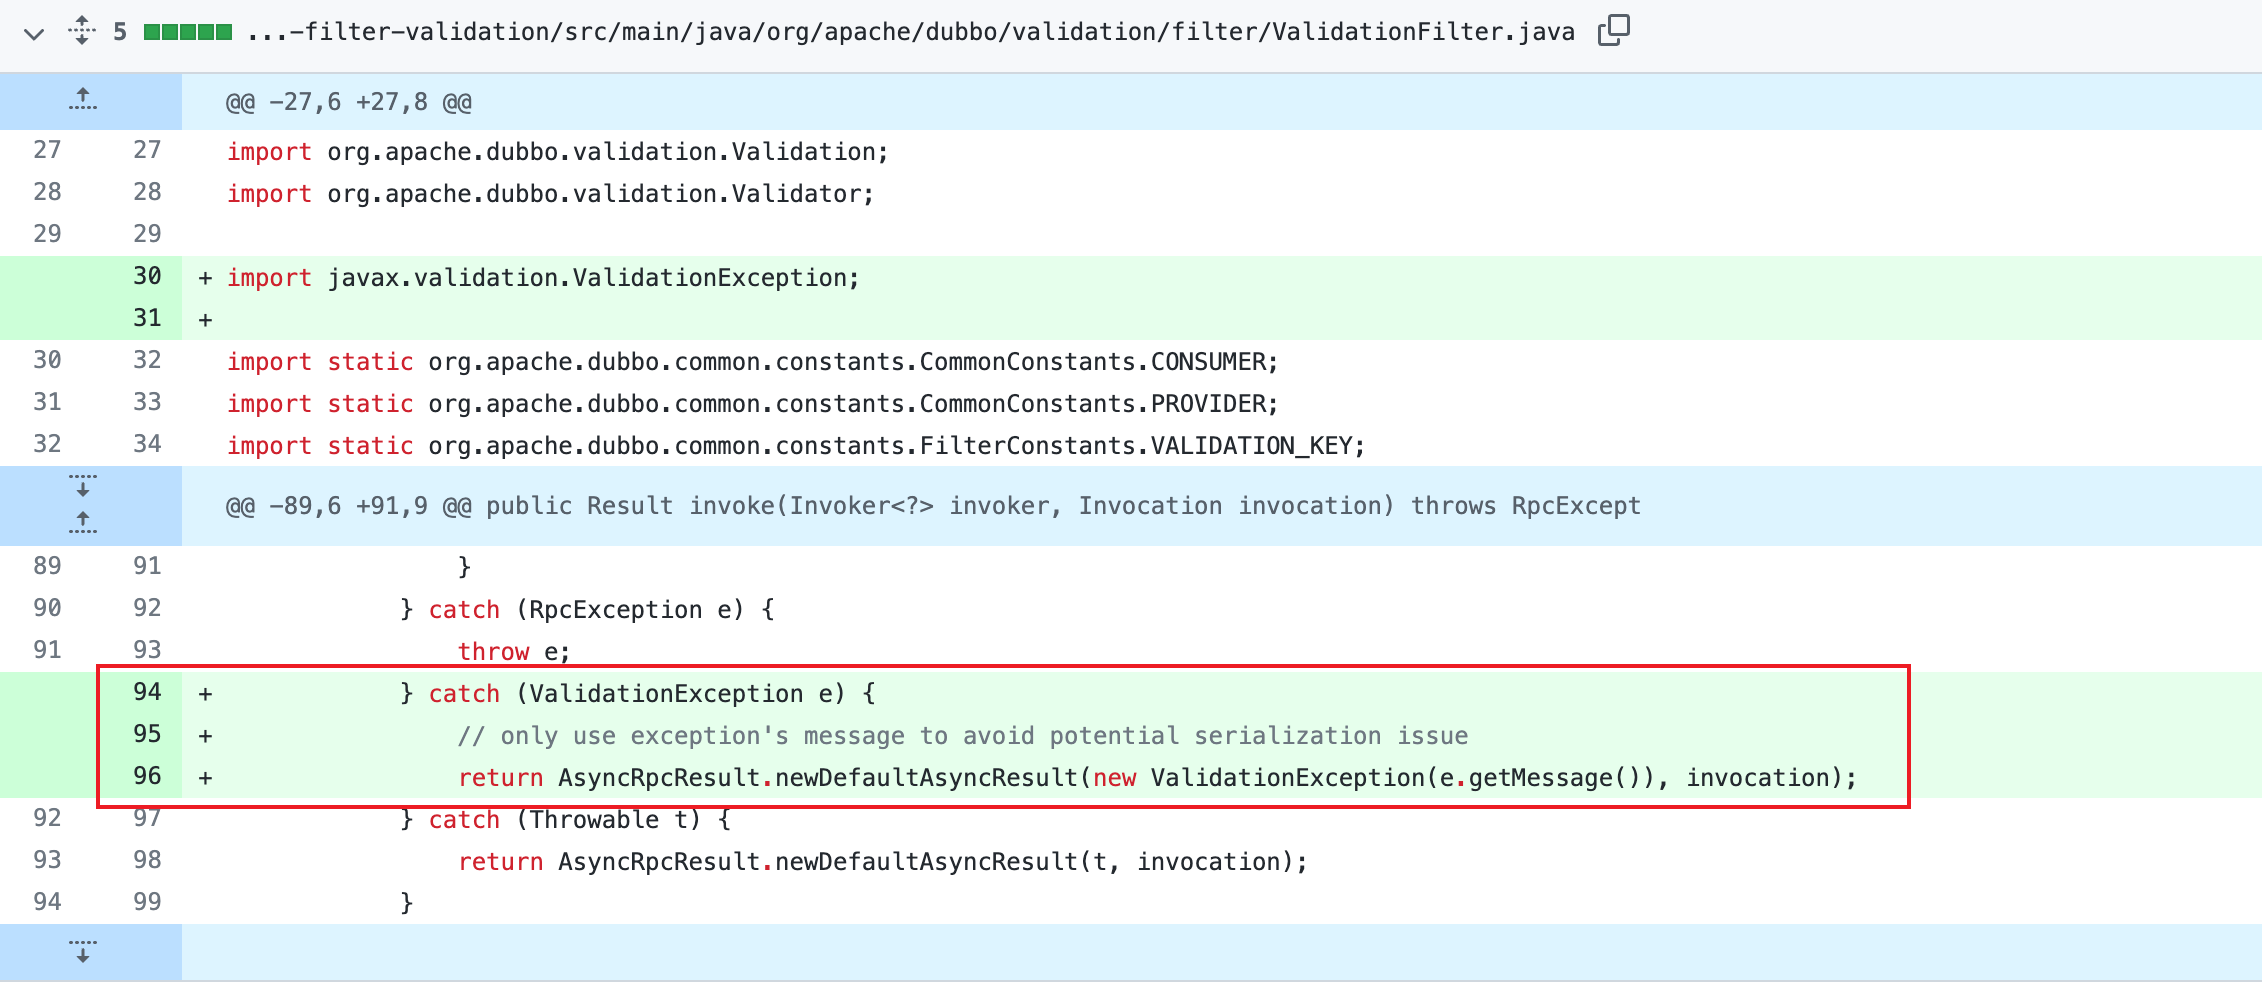 5 ...-filter-validation/src/main/java/org/apache/dubbo/validation/filter/ValidationFilter.java
@@ -27,6 +27,8 @@
27 27 import org.apache.dubbo.validation.Validation;
28 28 import org.apache.dubbo.validation.Validator;
29 29
30 + import javax.validation.ValidationException;
31 +
30 32 import static org.apache.dubbo.common.constants.CommonConstants.CONSUMER;
31 33 import static org.apache.dubbo.common.constants.CommonConstants.PROVIDER;
32 34 import static org.apache.dubbo.common.constants.FilterConstants.VALIDATION_KEY;
@@ -89,6 +91,9 @@ public Result invoke(Invoker<?> invoker, Invocation invocation) throws RpcExcept
89 91 }
90 92 } catch (RpcException e) {
91 93 throw e;
94 + } catch (ValidationException e) {
95 + // only use exception's message to avoid potential serialization issue
96 + return AsyncRpcResult.newDefaultAsyncResult(new ValidationException(e.getMessage()), invocation);
92 97 } catch (Throwable t) {
93 98 return AsyncRpcResult.newDefaultAsyncResult(t, invocation);
94 99 }